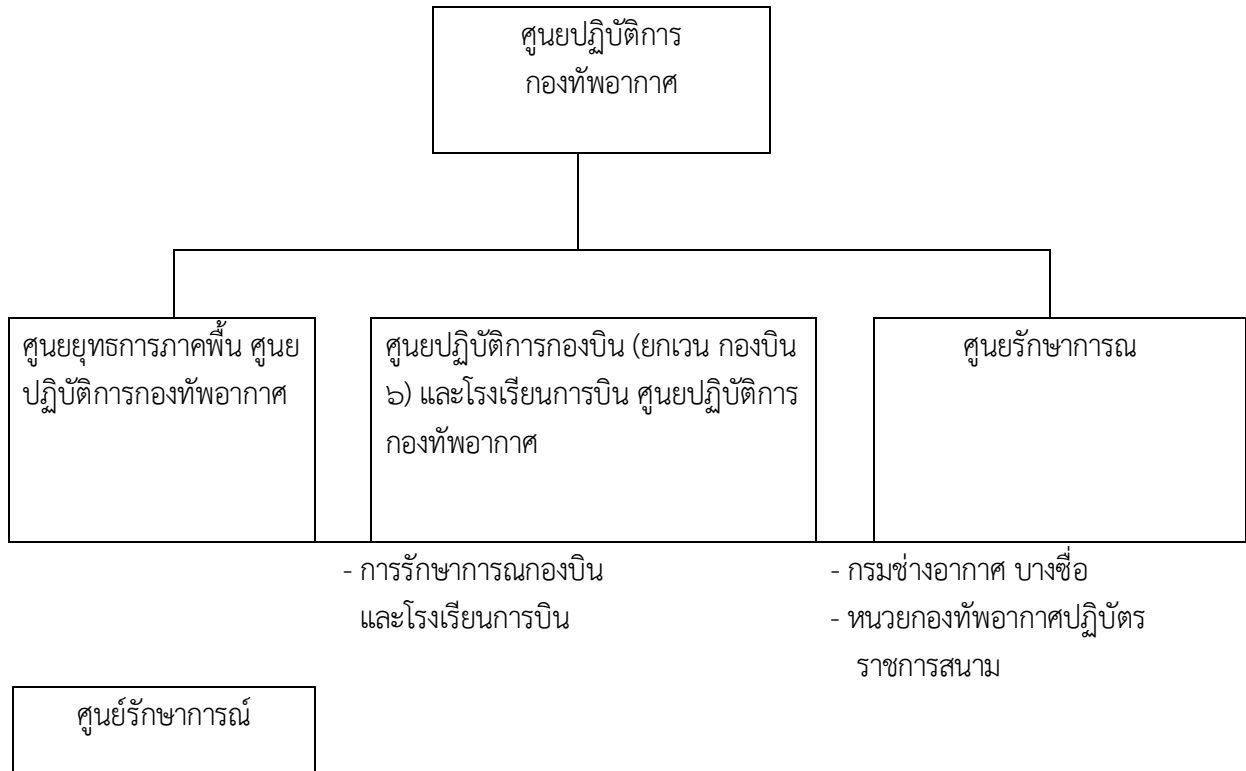 ศูนยปฏิบัติการ
กองทัพอากาศ
ศูนยยุทธการภาคพื้น ศูนย
ปฏิบัติการกองทัพอากาศ
ศูนยปฏิบัติการกองบิน (ยกเวน กองบิน
๖) และโรงเรียนการบิน ศูนยปฏิบัติการ
กองทัพอากาศ
ศูนยรักษาการณ
- การรักษาการณกองบิน
และโรงเรียนการบิน
- กรมช่างอากาศ บางซื่อ
- หนวยกองทัพอากาศปฏิบัตร
ราชการสนาม
ศูนย์รักษาการณ์